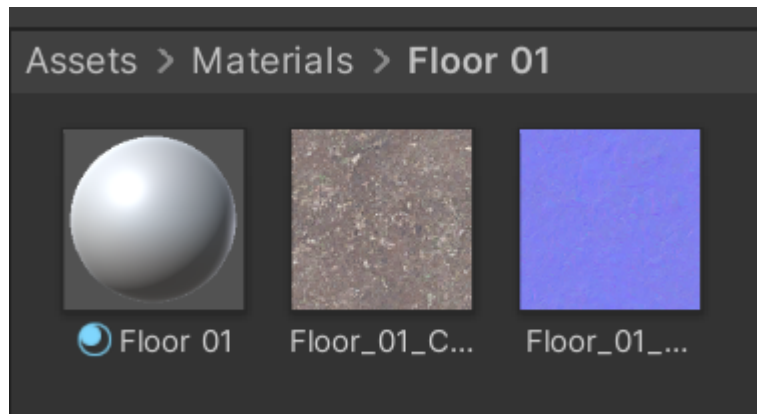 Assets > Materials > Floor 01
Floor 01
Floor_01_C...
Floor_01_...